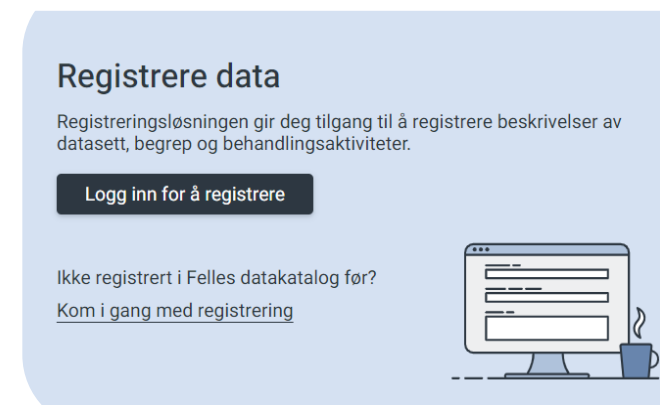 Registrere data
Registreringsløsningen gir deg tilgang til å registrere beskrivelser av
datasett, begrep og behandlingsaktiviteter.
Logg inn for å registrere
Ikke registrert i Felles datakatalog før?
Kom i gang med registrering